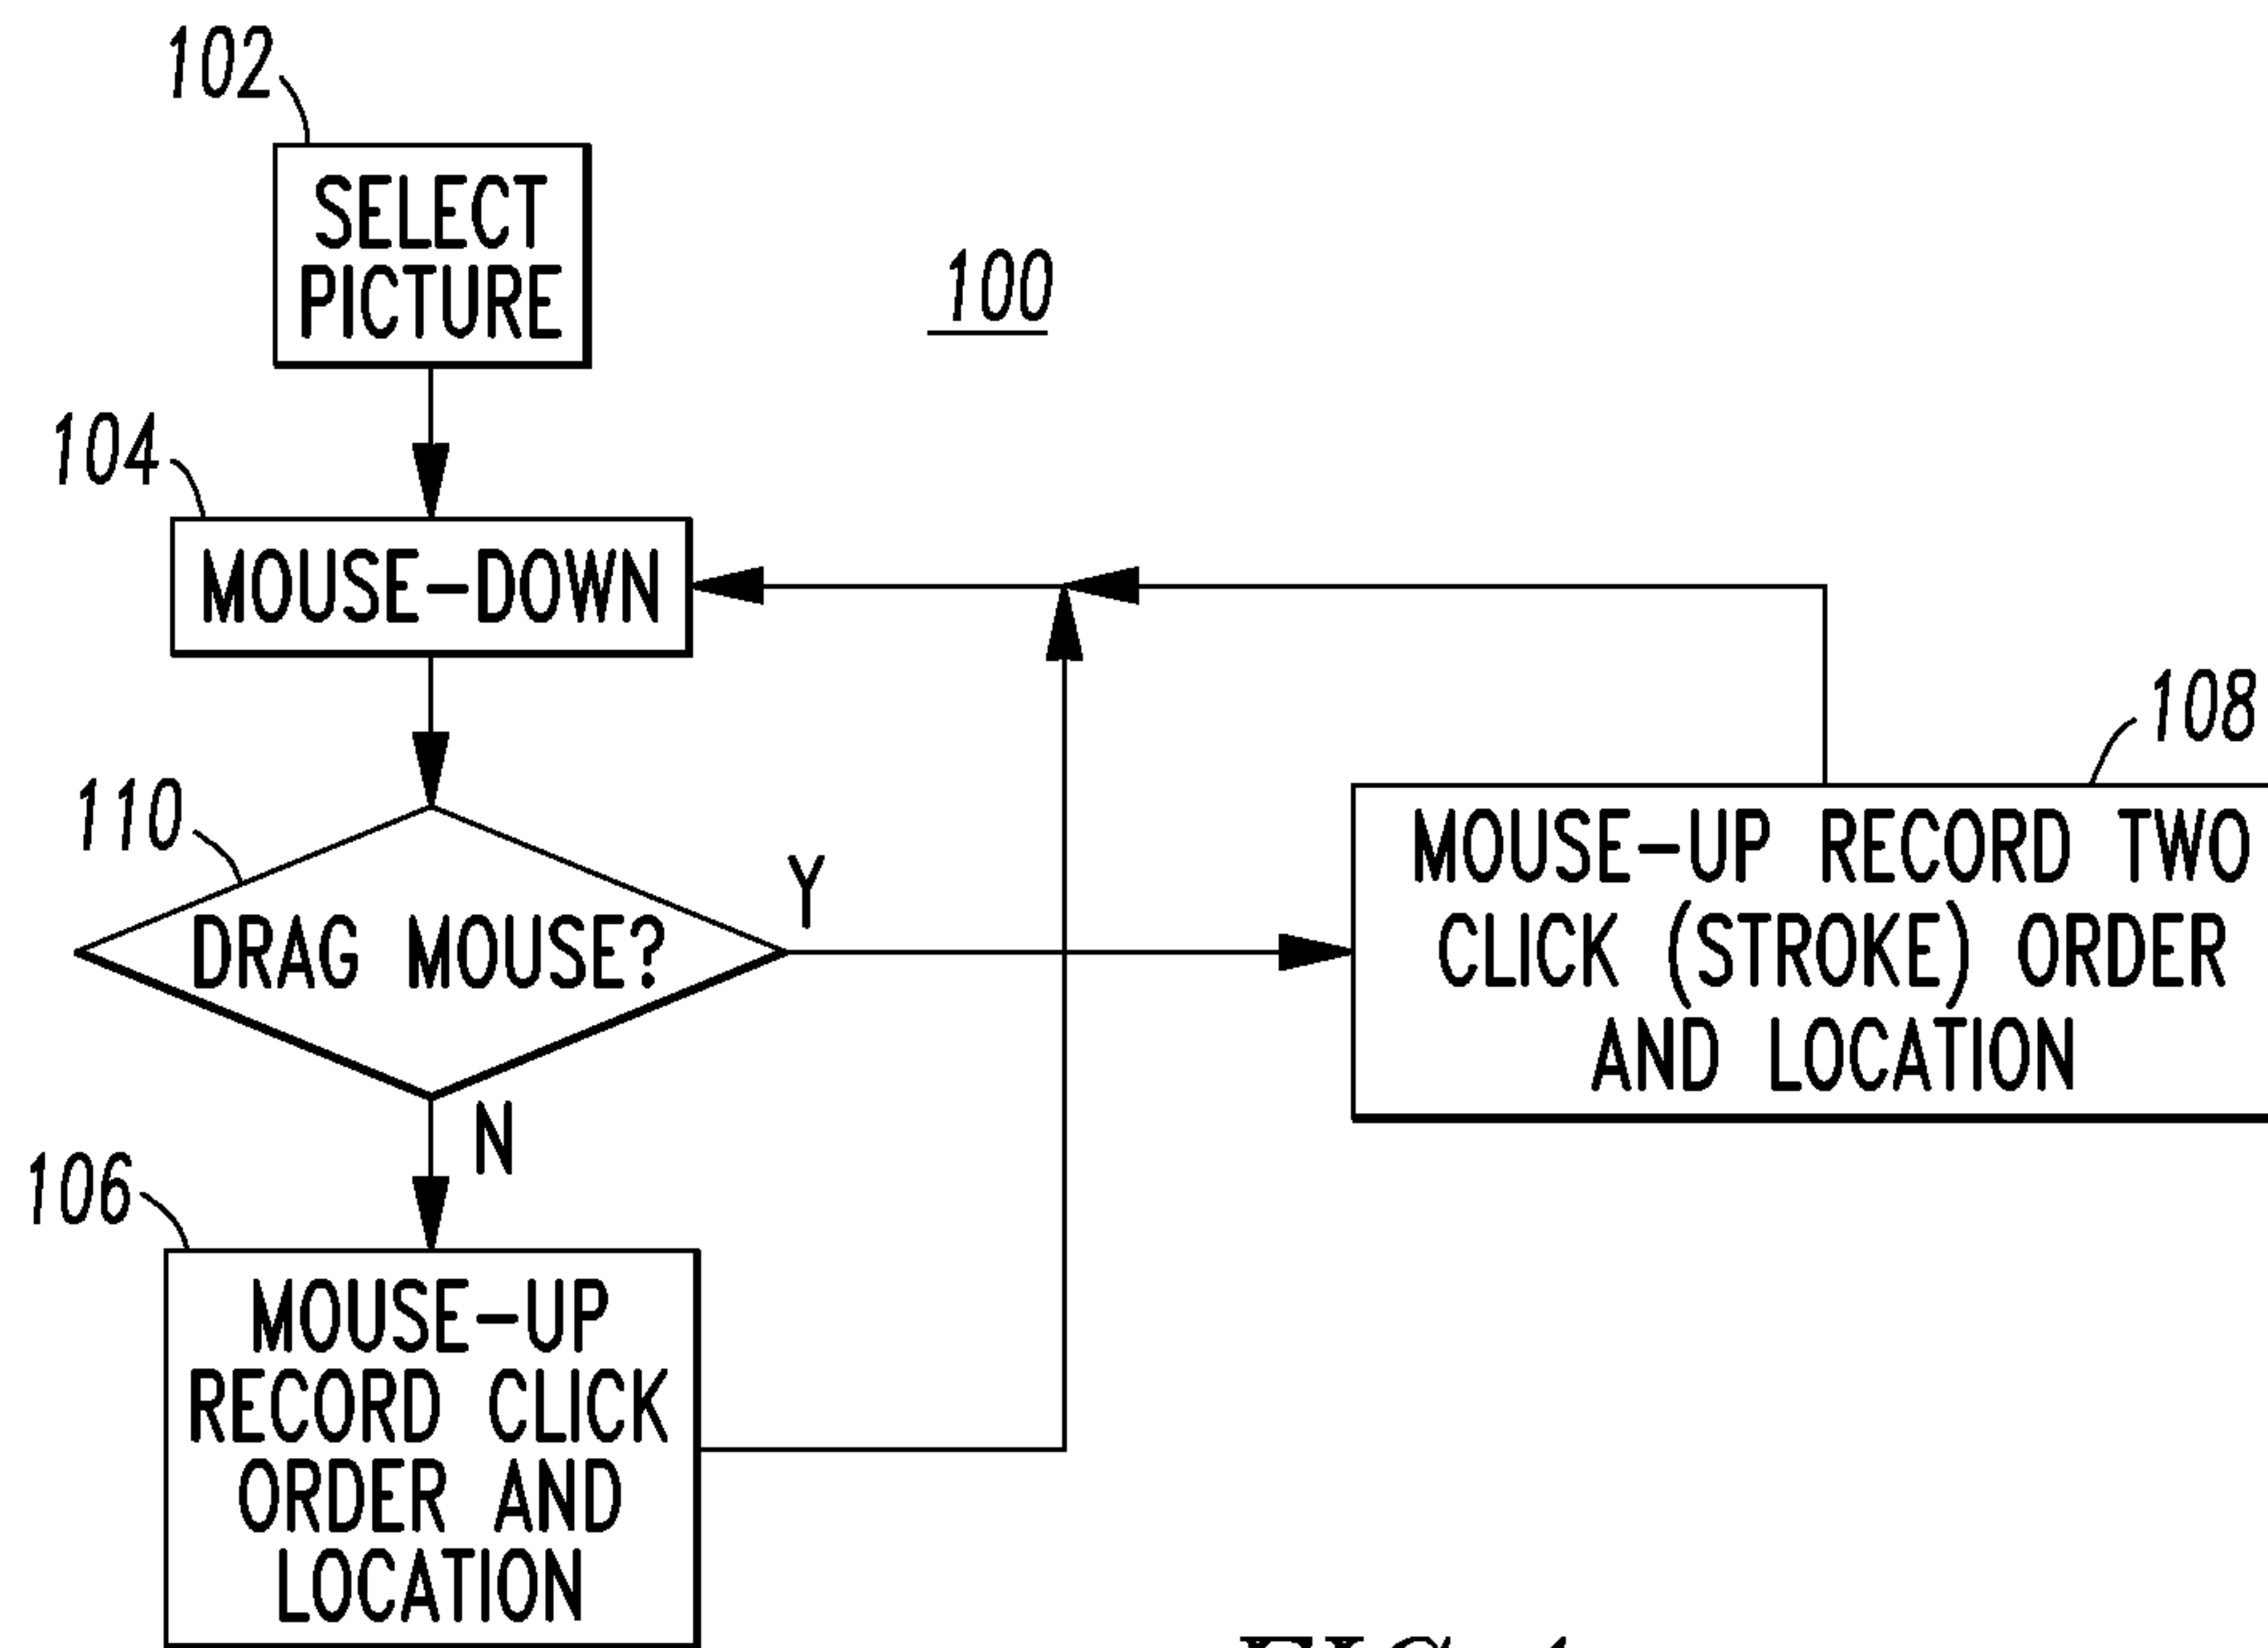 102
SELECT
PICTURE
100
104
MOUSE-DOWN
108
110
DRAG MOUSE?
Y
MOUSE-UP RECORD TWO
CLICK (STROKE) ORDER
AND LOCATION
N
106
MOUSE-UP
RECORD CLICK
ORDER AND
LOCATION